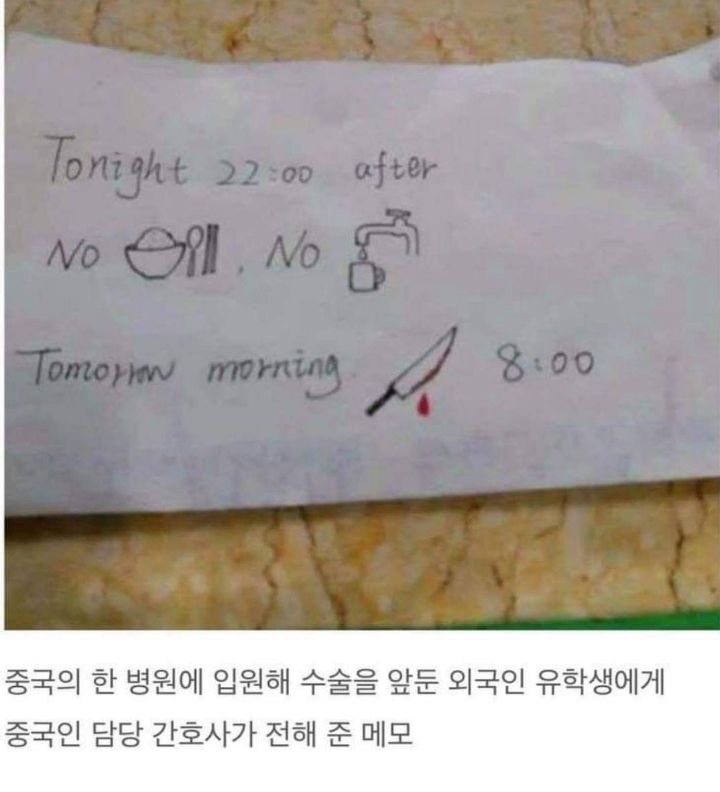 Tonight 22:00 after
No , No
Tomorrow morning 8:00
중국의 한 병원에 입원해 수술을 앞둔 외국인 유학생에게
중국인 담당 간호사가 전해 준 메모